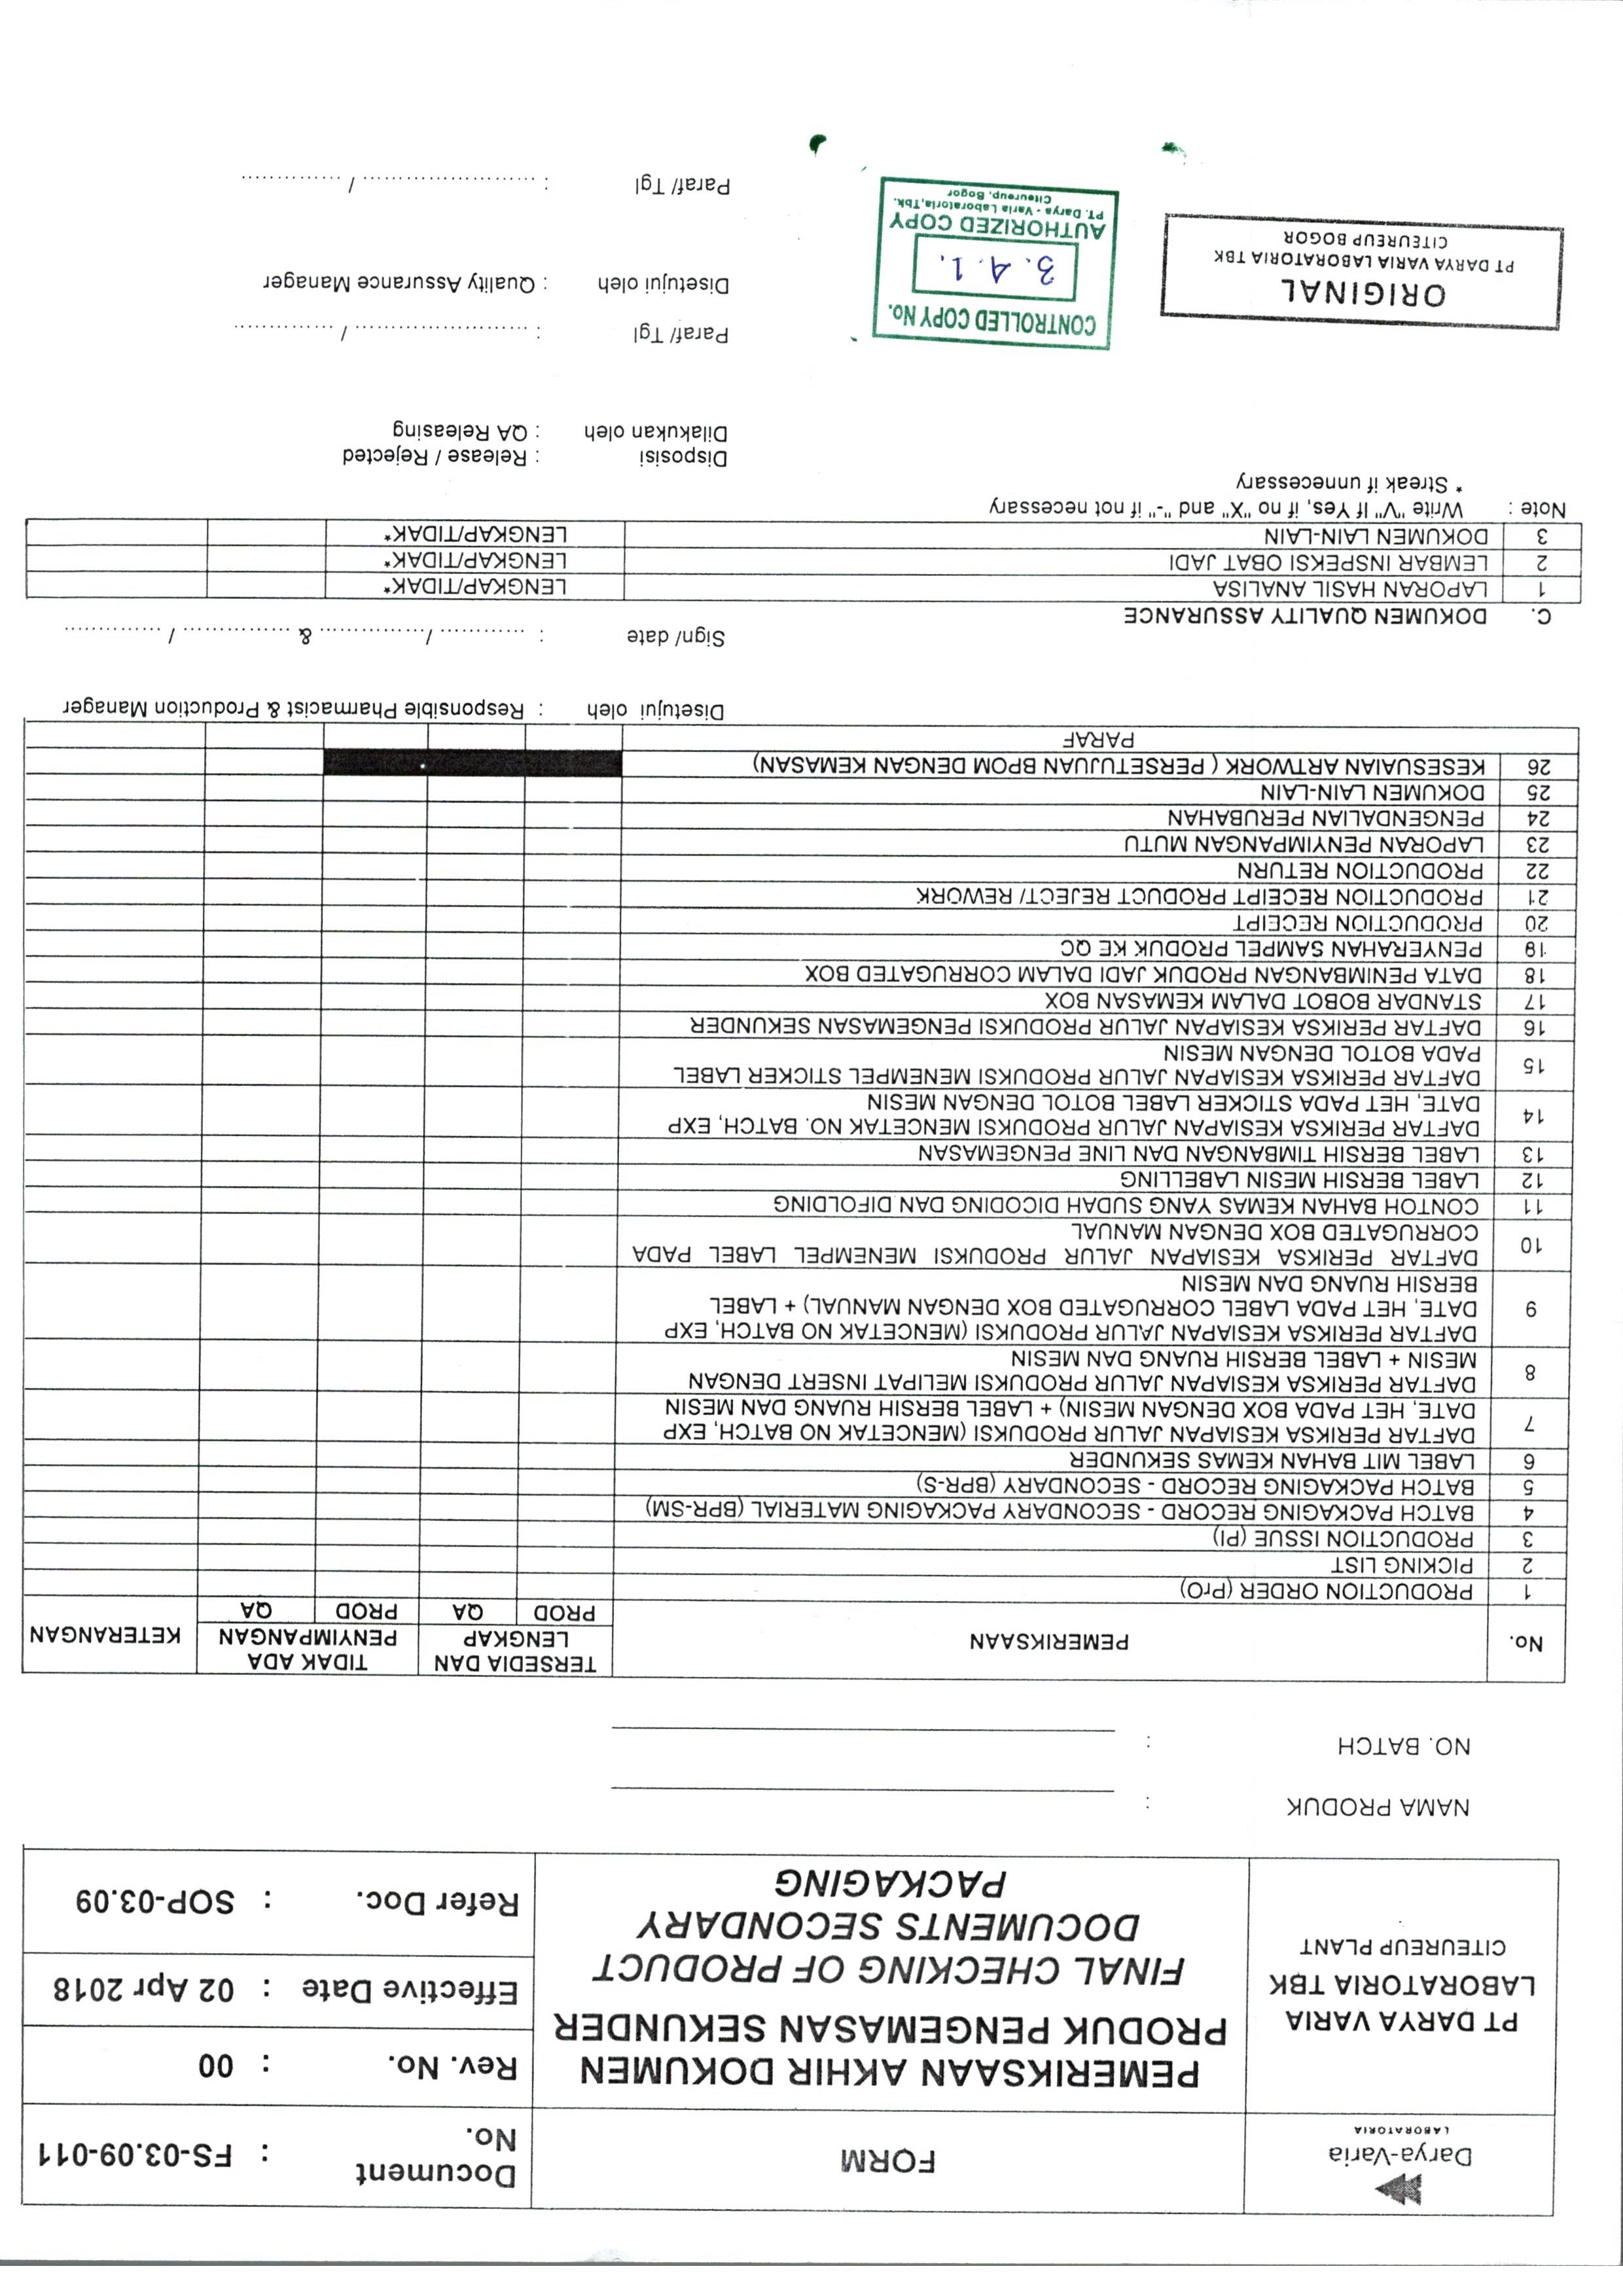 Darya-Varia
LABORATORIA
FORM
Document No. : FS-03.09-011
PT DARYA VARIA
LABORATORIA TBK
CITEUREUP PLANT
PEMERIKSAAN AKHIR DOKUMEN
PRODUK PENGEMASAN SEKUNDER
FINAL CHECKING OF PRODUCT
DOCUMENTS SECONDARY
PACKAGING
Rev. No. : 00
Effective Date : 02 Apr 2018
Refer Doc. : SOP-03.09
NAMA PRODUK :
NO. BATCH :
No. PEMERIKSAAN TERSEDIA DAN LENGKAP TIDAK ADA PENYIMPANGAN KETERANGAN
PROD QA PROD QA
1 PRODUCTION ORDER (PrO)
2 PICKING LIST
3 PRODUCTION ISSUE (PI)
4 BATCH PACKAGING RECORD - SECONDARY PACKAGING MATERIAL (BPR-SM)
5 BATCH PACKAGING RECORD - SECONDARY (BPR-S)
6 LABEL MIT BAHAN KEMAS SEKUNDER
7 DAFTAR PERIKSA KESIAPAN JALUR PRODUKSI (MENCETAK NO BATCH, EXP
DATE, HET PADA BOX DENGAN MESIN) + LABEL BERSIH RUANG DAN MESIN
8 DAFTAR PERIKSA KESIAPAN JALUR PRODUKSI MELIPAT INSERT DENGAN
MESIN + LABEL BERSIH RUANG DAN MESIN
9 DAFTAR PERIKSA KESIAPAN JALUR PRODUKSI (MENCETAK NO BATCH, EXP
DATE, HET PADA LABEL CORRUGATED BOX DENGAN MANUAL) + LABEL
BERSIH RUANG DAN MESIN
10 DAFTAR PERIKSA KESIAPAN JALUR PRODUKSI MENEMPEL LABEL PADA
CORRUGATED BOX DENGAN MANUAL
11 CONTOH BAHAN KEMAS YANG SUDAH DICODING DAN DIFOLDING
12 LABEL BERSIH MESIN LABELLING
13 LABEL BERSIH TIMBANGAN DAN LINE PENGEMASAN
14 DAFTAR PERIKSA KESIAPAN JALUR PRODUKSI MENCETAK NO. BATCH, EXP
DATE, HET PADA STICKER LABEL BOTOL DENGAN MESIN
15 DAFTAR PERIKSA KESIAPAN JALUR PRODUKSI MENEMPEL STICKER LABEL
PADA BOTOL DENGAN MESIN
16 DAFTAR PERIKSA KESIAPAN JALUR PRODUKSI PENGEMASAN SEKUNDER
17 STANDAR BOBOT DALAM KEMASAN BOX
18 DATA PENIMBANGAN PRODUK JADI DALAM CORRUGATED BOX
19 PENYERAHAN SAMPEL PRODUK KE QC
20 PRODUCTION RECEIPT
21 PRODUCTION RECEIPT PRODUCT REJECT/ REWORK
22 PRODUCTION RETURN
23 LAPORAN PENYIMPANGAN MUTU
24 PENGENDALIAN PERUBAHAN
25 DOKUMEN LAIN-LAIN
26 KESESUAIAN ARTWORK ( PERSETUJUAN BPOM DENGAN KEMASAN)
PARAF
Disetujui oleh : Responsible Pharmacist & Production Manager
Sign/ date : ............ /............... & ............... / ..............
C. DOKUMEN QUALITY ASSURANCE
1 LAPORAN HASIL ANALISA LENGKAP/TIDAK*
2 LEMBAR INSPEKSI OBAT JADI LENGKAP/TIDAK*
3 DOKUMEN LAIN-LAIN LENGKAP/TIDAK*
Note : Write "V" If Yes, if no "X" and "-" if not necessary
* Streak if unnecessary
Disposisi : Release / Rejected
Dilakukan oleh : QA Releasing
Paraf/ Tgl : ......................... / ...............
Disetujui oleh : Quality Assurance Manager
Paraf/ Tgl : ......................... / ..............
ORIGINAL
PT DARYA VARIA LABORATORIA TBK
CITEUREUP BOGOR
CONTROLLED COPY No.
3. A. 1.
AUTHORIZED COPY
PT. Darya - Varia Laboratoria,Tbk.
Citeureup, Bogor